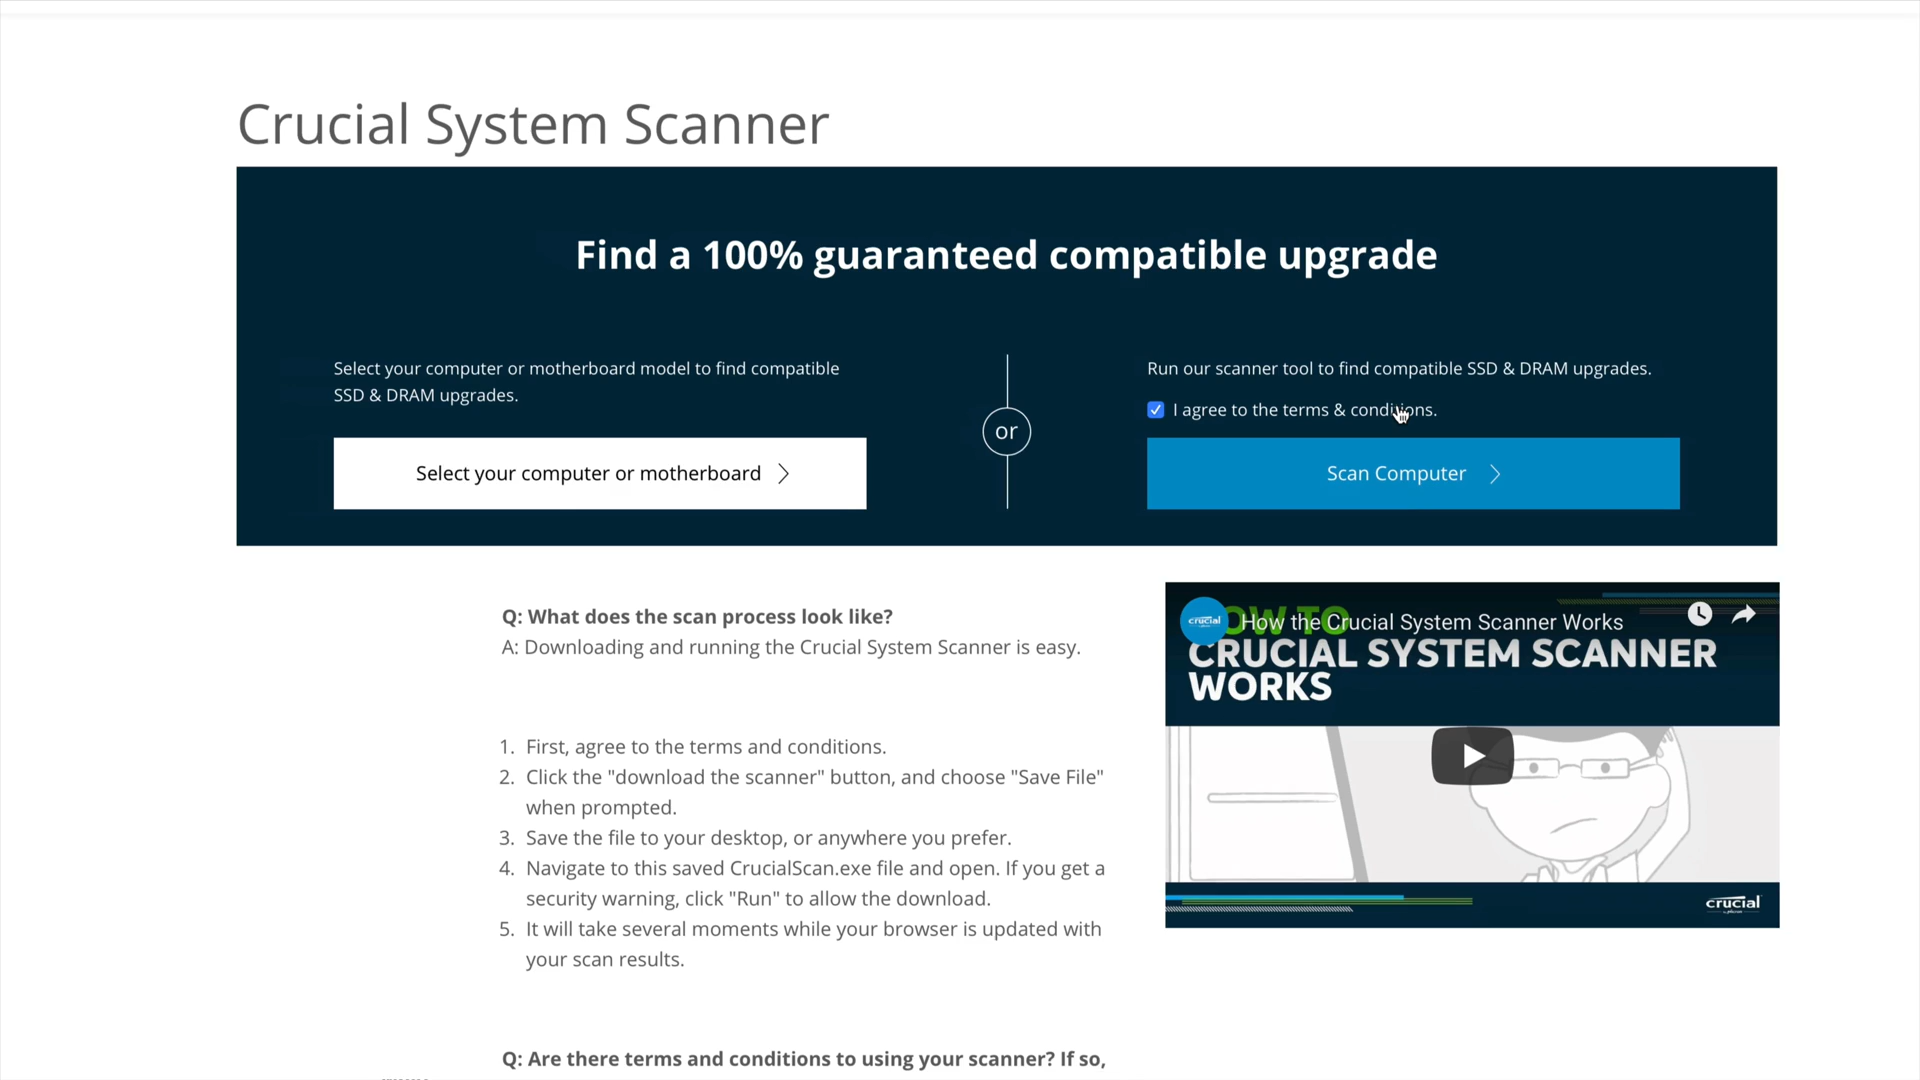 Crucial System Scanner
Find a 100% guaranteed compatible upgrade
Select your computer or motherboard model to find compatible
SSD & DRAM upgrades.
Select your computer or motherboard
or
Run our scanner tool to find compatible SSD & DRAM upgrades.
I agree to the terms & conditions.
Scan Computer
Q: What does the scan process look like?
A: Downloading and running the Crucial System Scanner is easy.
1. First, agree to the terms and conditions.
2. Click the "download the scanner" button, and choose "Save File"
when prompted.
3. Save the file to your desktop, or anywhere you prefer.
4. Navigate to this saved CrucialScan.exe file and open. If you get a
security warning, click "Run" to allow the download.
5. It will take several moments while your browser is updated with
your scan results.
Q: Are there terms and conditions to using your scanner? If so,
crucial
How the Crucial System Scanner Works
HOW TO
CRUCIAL SYSTEM SCANNER
WORKS
crucial